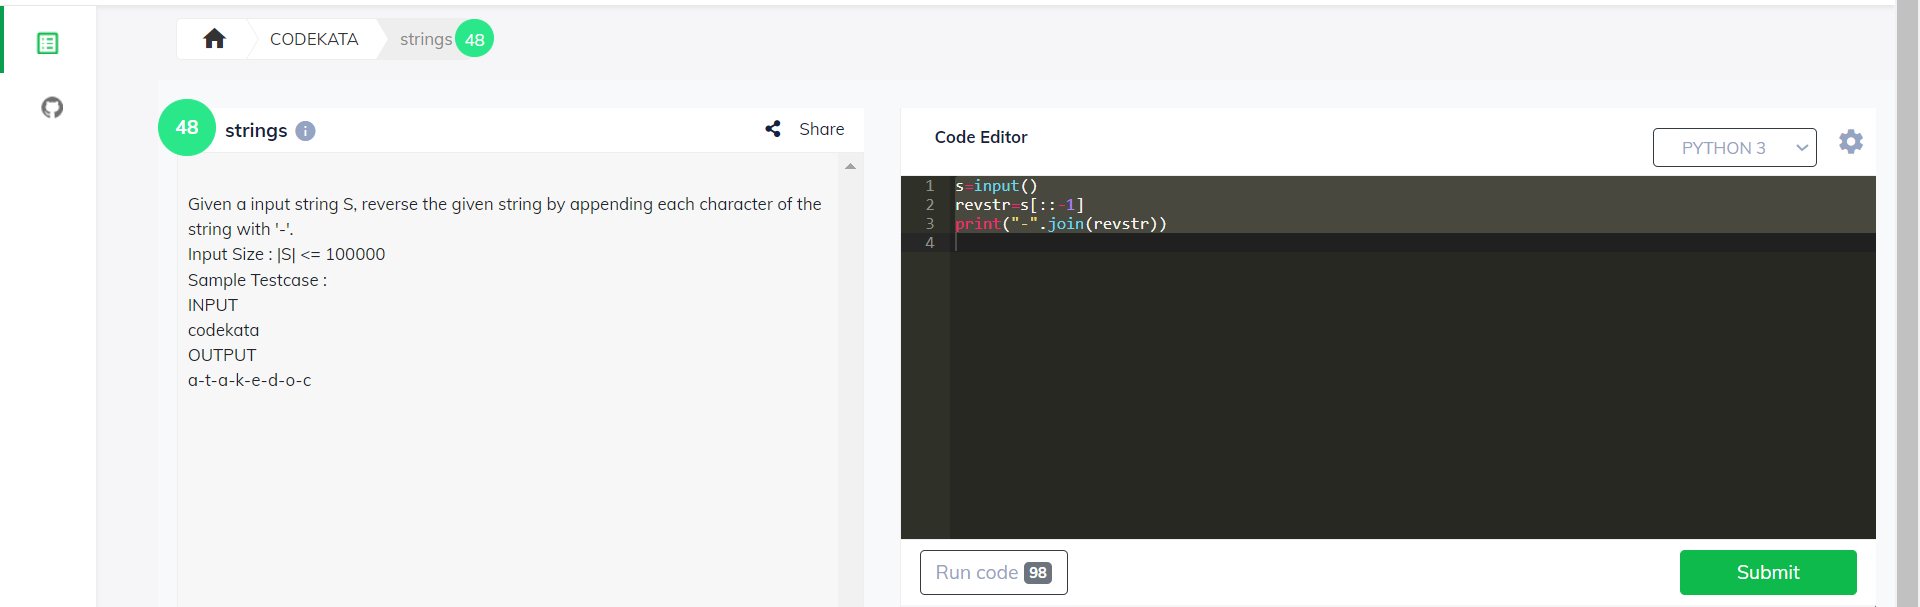 CODEKATA
strings 48
48 strings i
Share
Given a input string S, reverse the given string by appending each character of the
string with '-'.
Input Size : |S| <= 100000
Sample Testcase :
INPUT
codekata
OUTPUT
a-t-a-k-e-d-o-c
Code Editor
PYTHON 3
1 s=input()
2 revstr=s[::-1]
3 print("-".join(revstr))
4
Run code 98
Submit